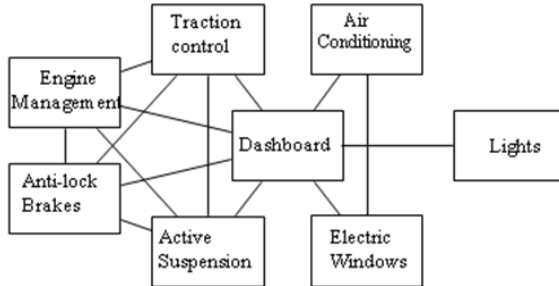 Traction
control
Air
Conditioning
Engine
Management
Dashboard
Lights
Anti-lock
Brakes
Active
Suspension
Electric
Windows